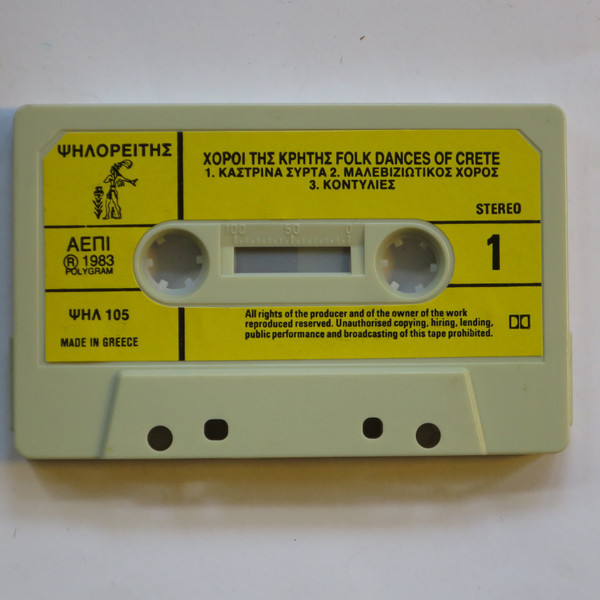 ΨΗΛΟΡΕΙΤΗΣ
ΧΟΡΟΙ ΤΗΣ ΚΡΗΤΗΣ FOLK DANCES OF CRETE
1. ΚΑΣΤΡΙΝΑ ΣΥΡΤΑ 2. ΜΑΛΕΒΙΖΙΩΤΙΚΟΣ ΧΟΡΟΣ
3. ΚΟΝΤΥΛΙΕΣ
STEREO
1
ΑΕΠΙ
Ⓡ 1983
POLYGRAM
100 50 0
ΨΗΛ 105
MADE IN GREECE
All rights of the producer and of the owner of the work
reproduced reserved. Unauthorised copying, hiring, lending,
public performance and broadcasting of this tape prohibited.